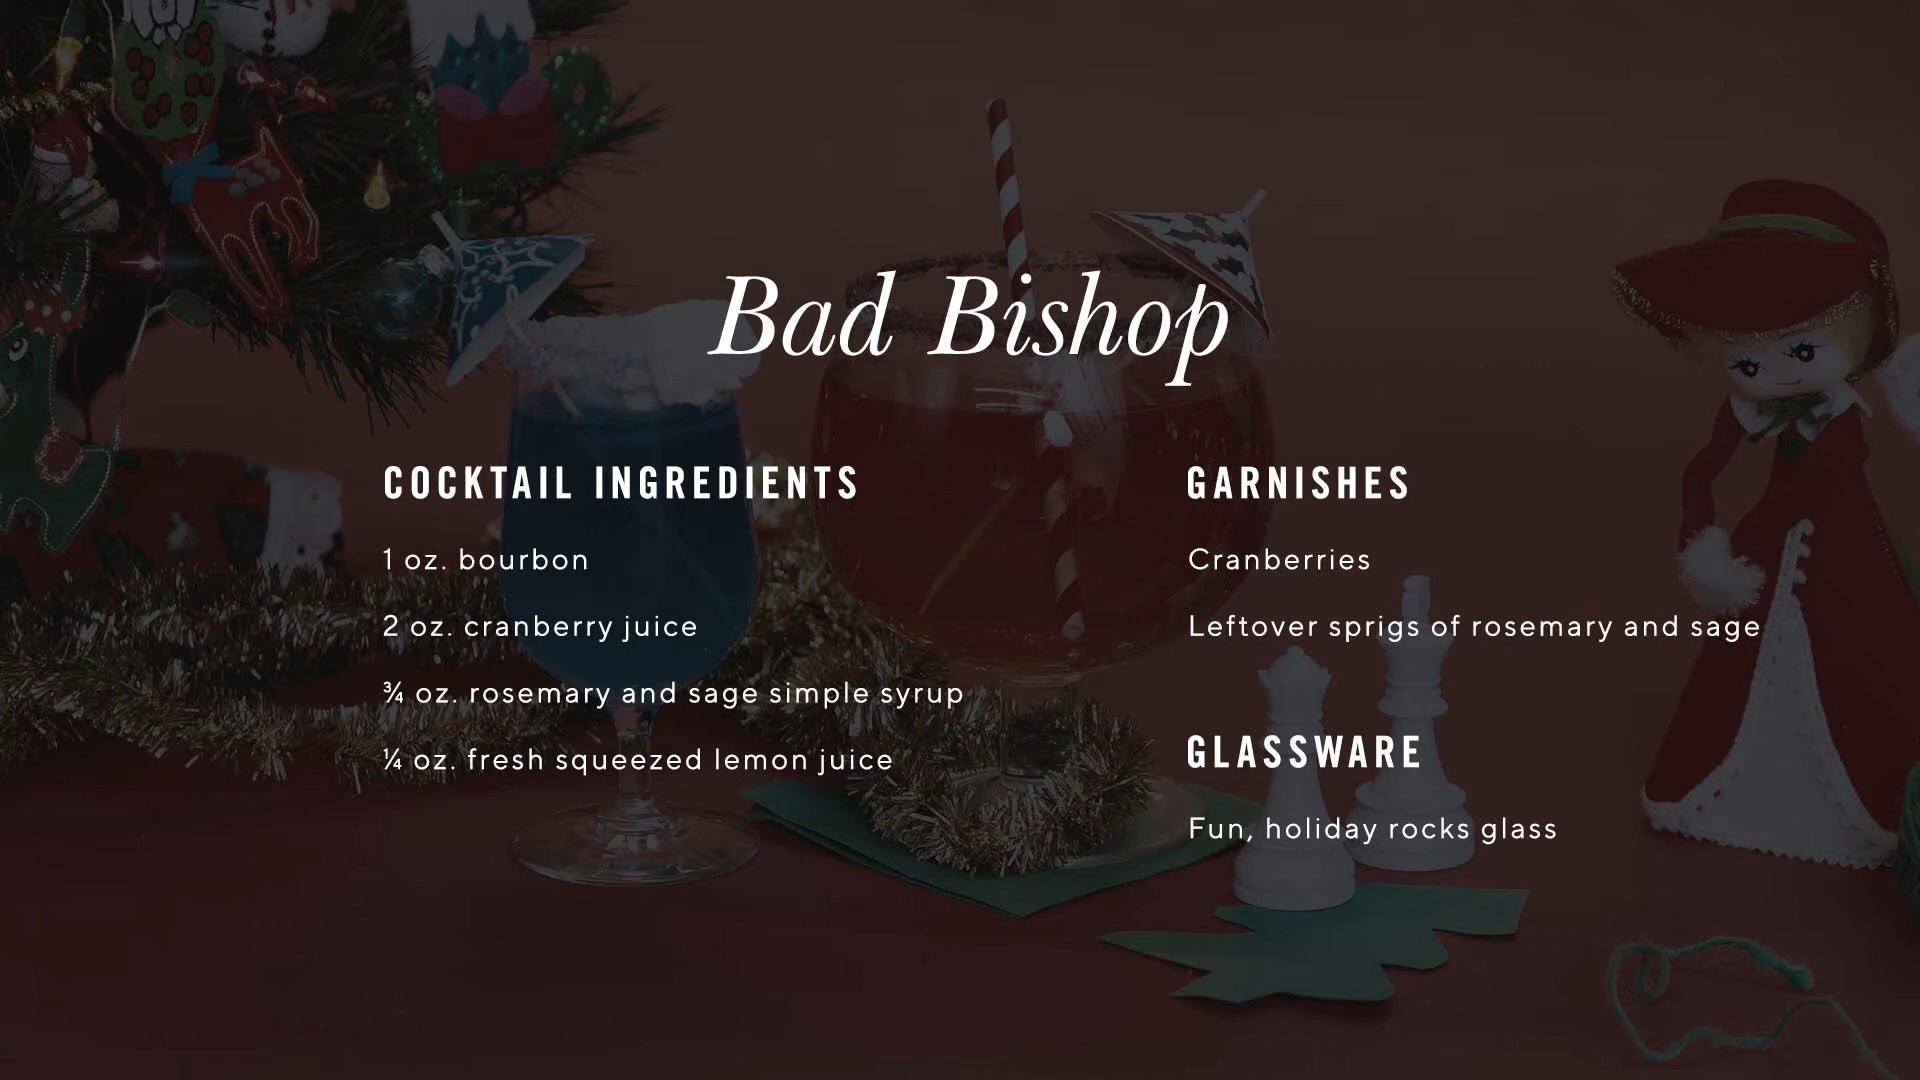 Bad Bishop
COCKTAIL INGREDIENTS
1 oz. bourbon
2 oz. cranberry juice
¾ oz. rosemary and sage simple syrup
¼ oz. fresh squeezed lemon juice
GARNISHES
Cranberries
Leftover sprigs of rosemary and sage
GLASSWARE
Fun, holiday rocks glass